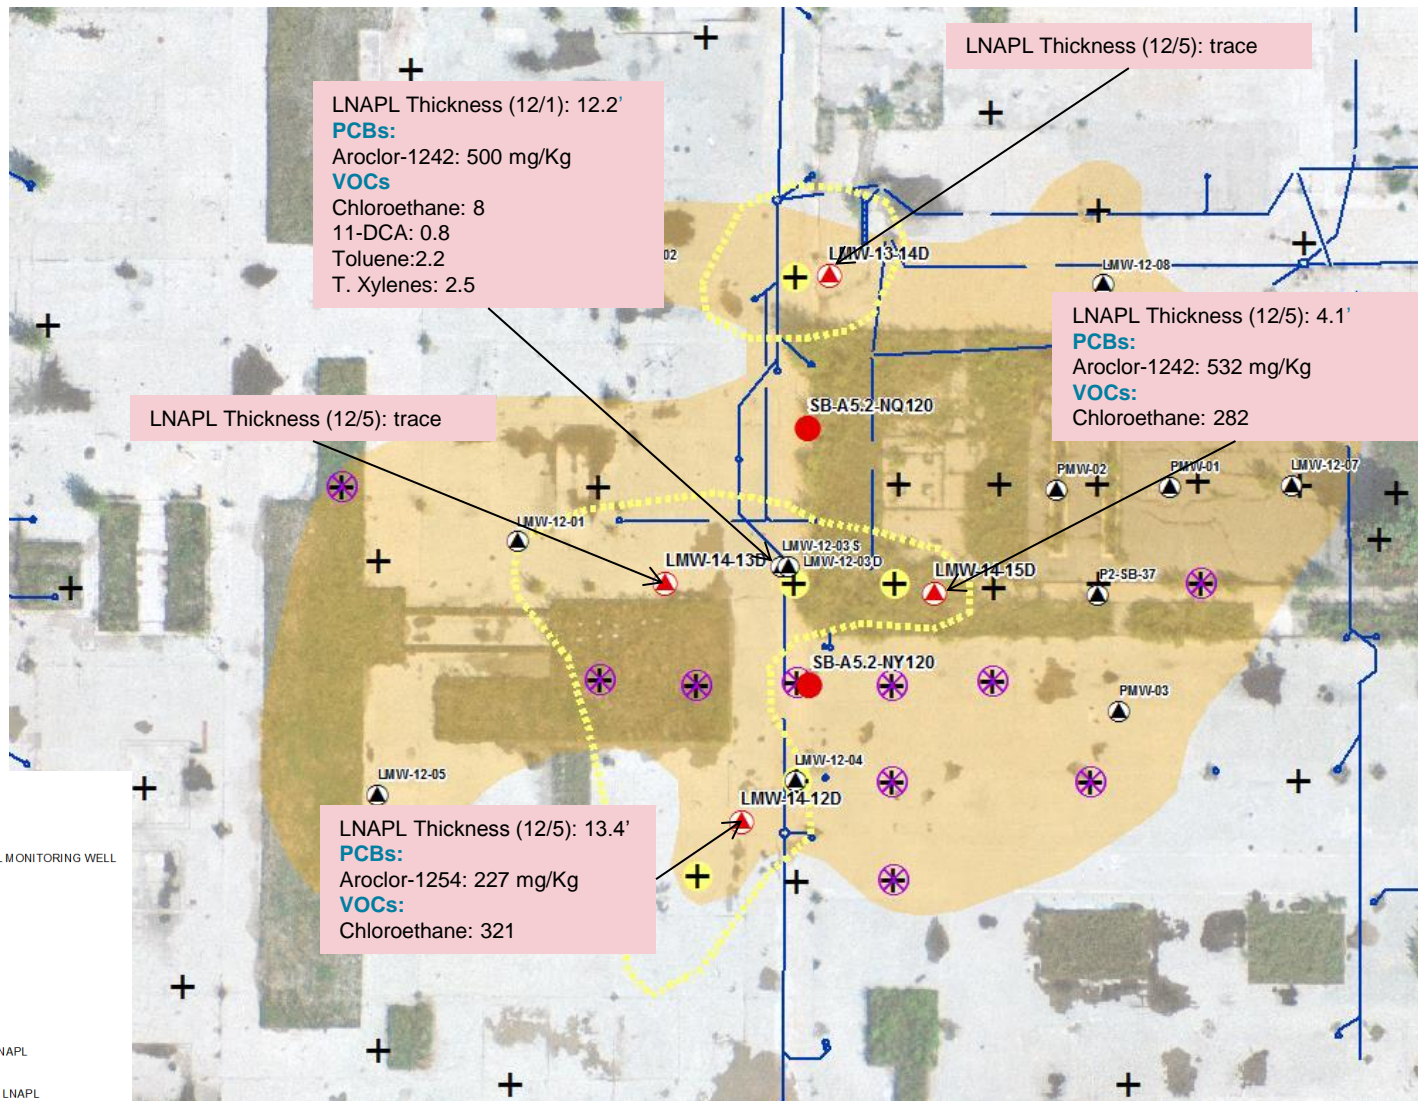 LNAPL Thickness (12/5): trace
LNAPL Thickness (12/1): 12.2'
PCBs:
Aroclor-1242: 500 mg/Kg
VOCs
Chloroethane: 8
11-DCA: 0.8
Toluene:2.2
T. Xylenes: 2.5
02
LMW-13-14D
LMW-12-08
LNAPL Thickness (12/5): 4.1'
PCBs:
Aroclor-1242: 532 mg/Kg
VOCs:
Chloroethane: 282
LNAPL Thickness (12/5): trace
SB-A5.2-NQ120
PMW-02
PMW-01
LMW-12-07
LMW-12-01
LMW-12-03 S
LMW-14-13D
LMW-12-03D
LMW-14-15D
P2-SB-37
SB-A5.2-NY120
PMW-03
LMW-12-04
LMW-12-05
LMW-14-12D
LNAPL Thickness (12/5): 13.4’
PCBs:
Aroclor-1254: 227 mg/Kg
VOCs:
Chloroethane: 321
MONITORING WELL
NAPL
LNAPL